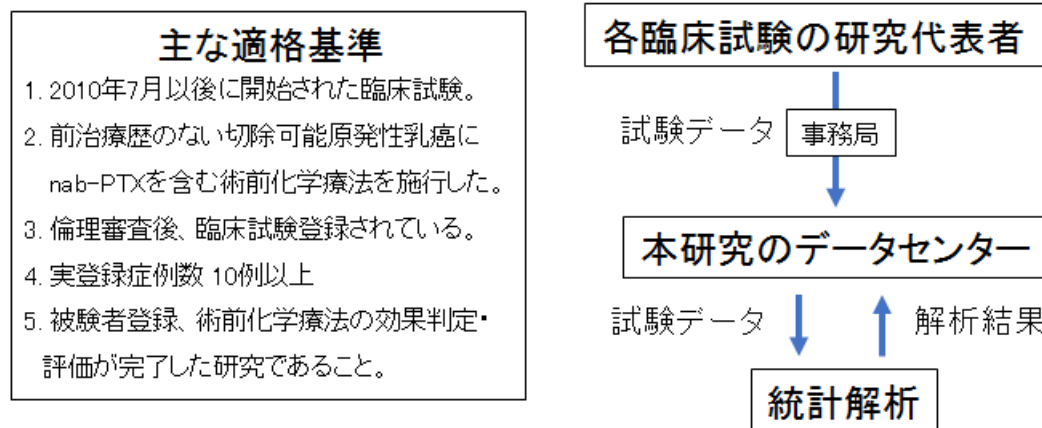 主な適格基準
1. 2010年7月以後に開始された臨床試験。
2. 前治療歴のない切除可能原発性乳癌に
nab-PTXを含む術前化学療法を施行した。
3. 倫理審査後、臨床試験登録されている。
4. 実登録症例数 10例以上
5. 被験者登録、術前化学療法の効果判定・
評価が完了した研究であること。
各臨床試験の研究代表者
試験データ
事務局
本研究のデータセンター
試験データ
解析結果
統計解析